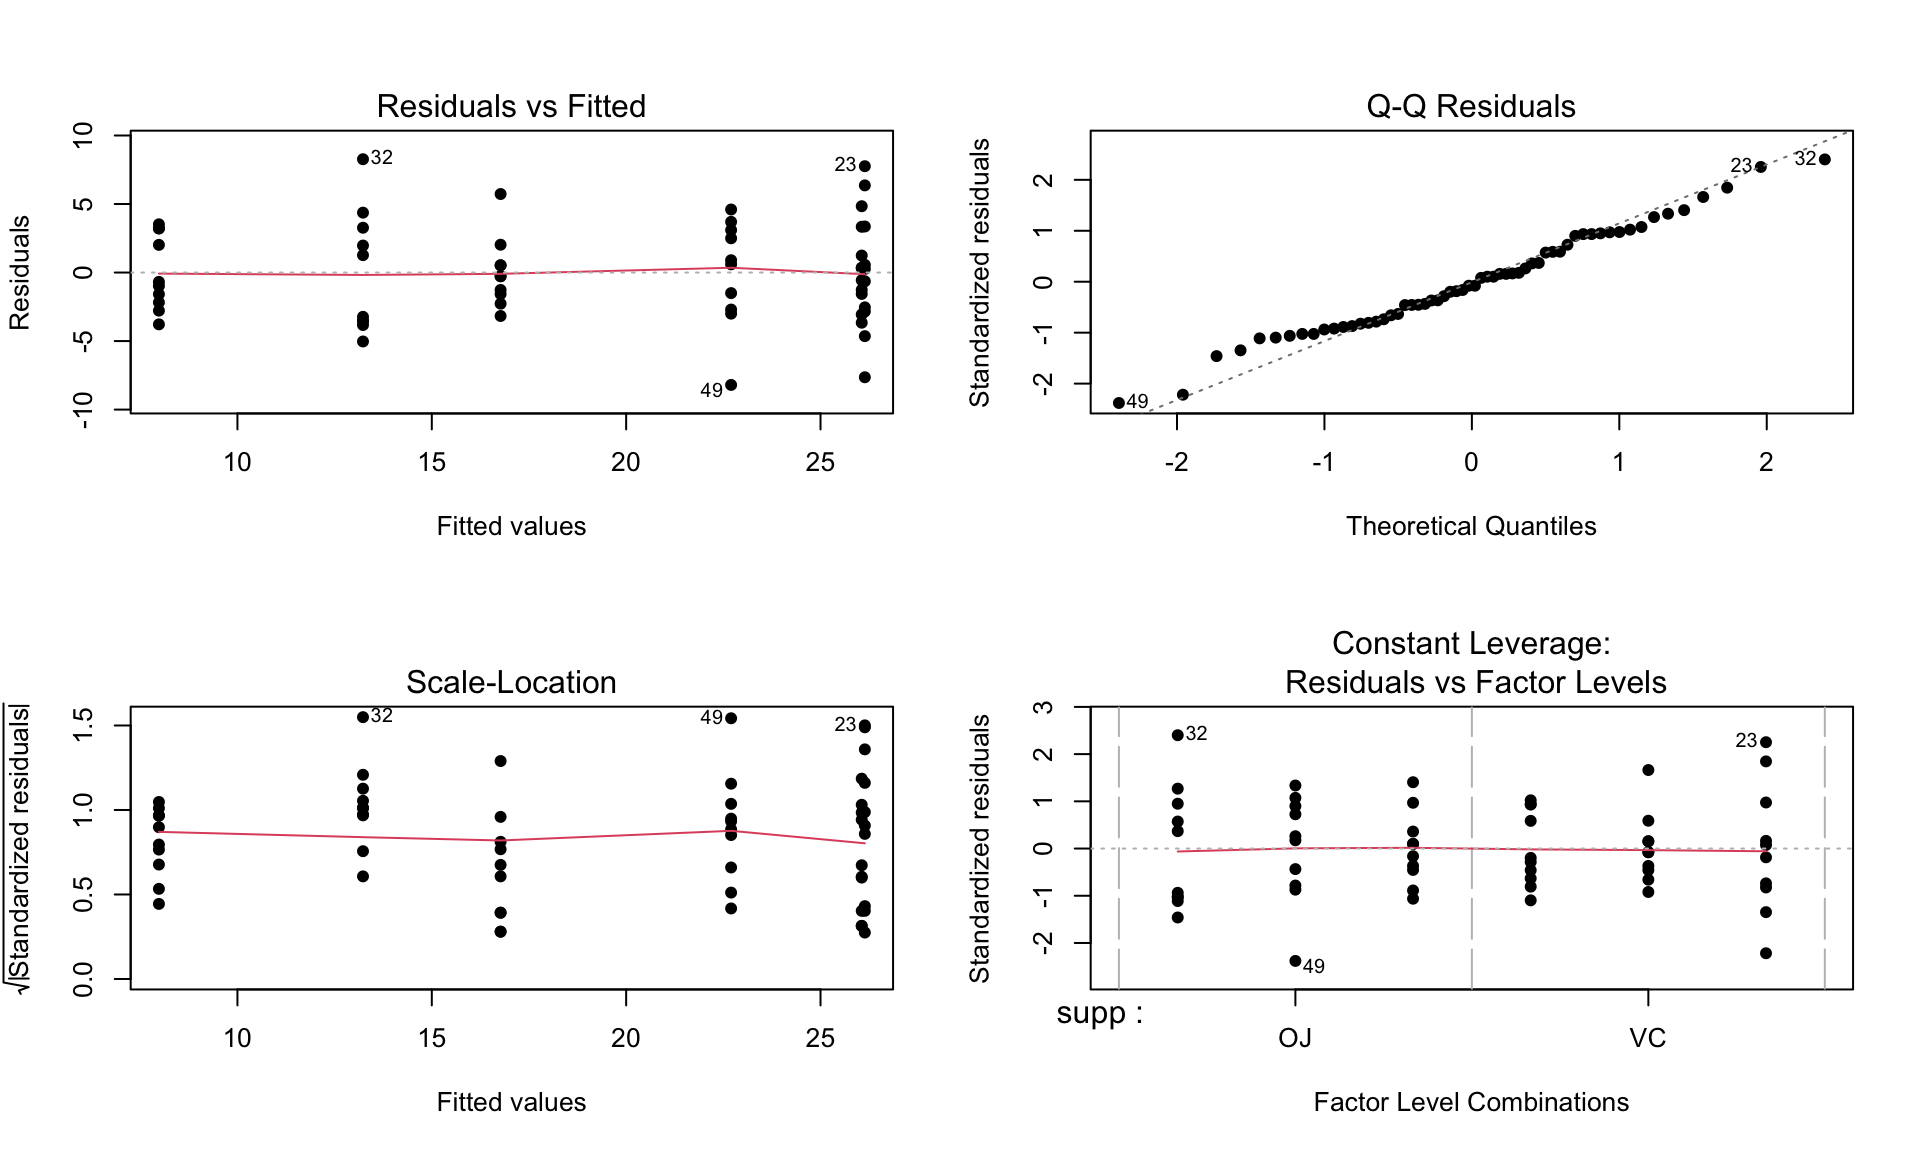 Residuals vs Fitted
Residuals
10
5
0
-5
-10
32
23
49
10 15 20 25
Fitted values
Q-Q Residuals
Standardized residuals
2
1
0
-1
-2
23
32
49
-2 -1 0 1 2
Theoretical Quantiles
Scale-Location
√|Standardized residuals|
1.5
1.0
0.5
0.0
32
49
23
10 15 20 25
Fitted values
Constant Leverage:
Residuals vs Factor Levels
Standardized residuals
3
2
1
0
-1
-2
32
23
49
supp :
OJ VC
Factor Level Combinations